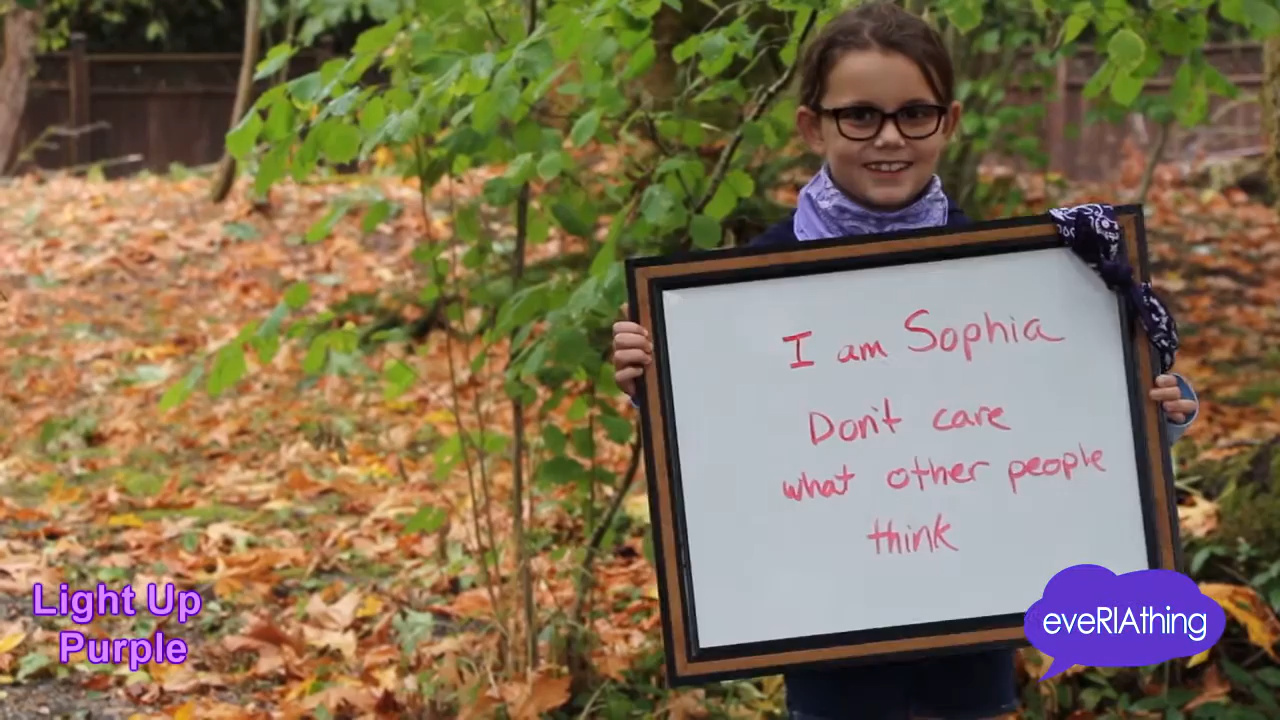 I am Sophia
Don't care
what other people
think
Light Up
Purple
eveRIAthing